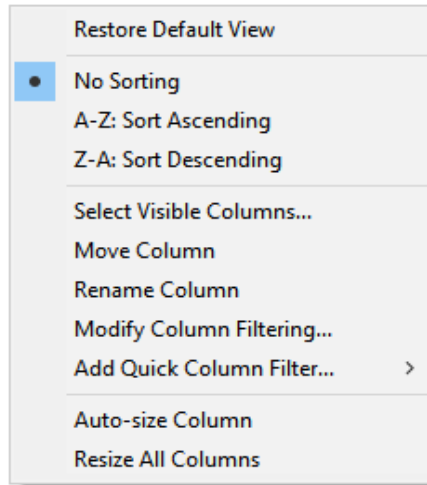 Restore Default View
No Sorting
A-Z: Sort Ascending
Z-A: Sort Descending
Select Visible Columns...
Move Column
Rename Column
Modify Column Filtering...
Add Quick Column Filter...
Auto-size Column
Resize All Columns